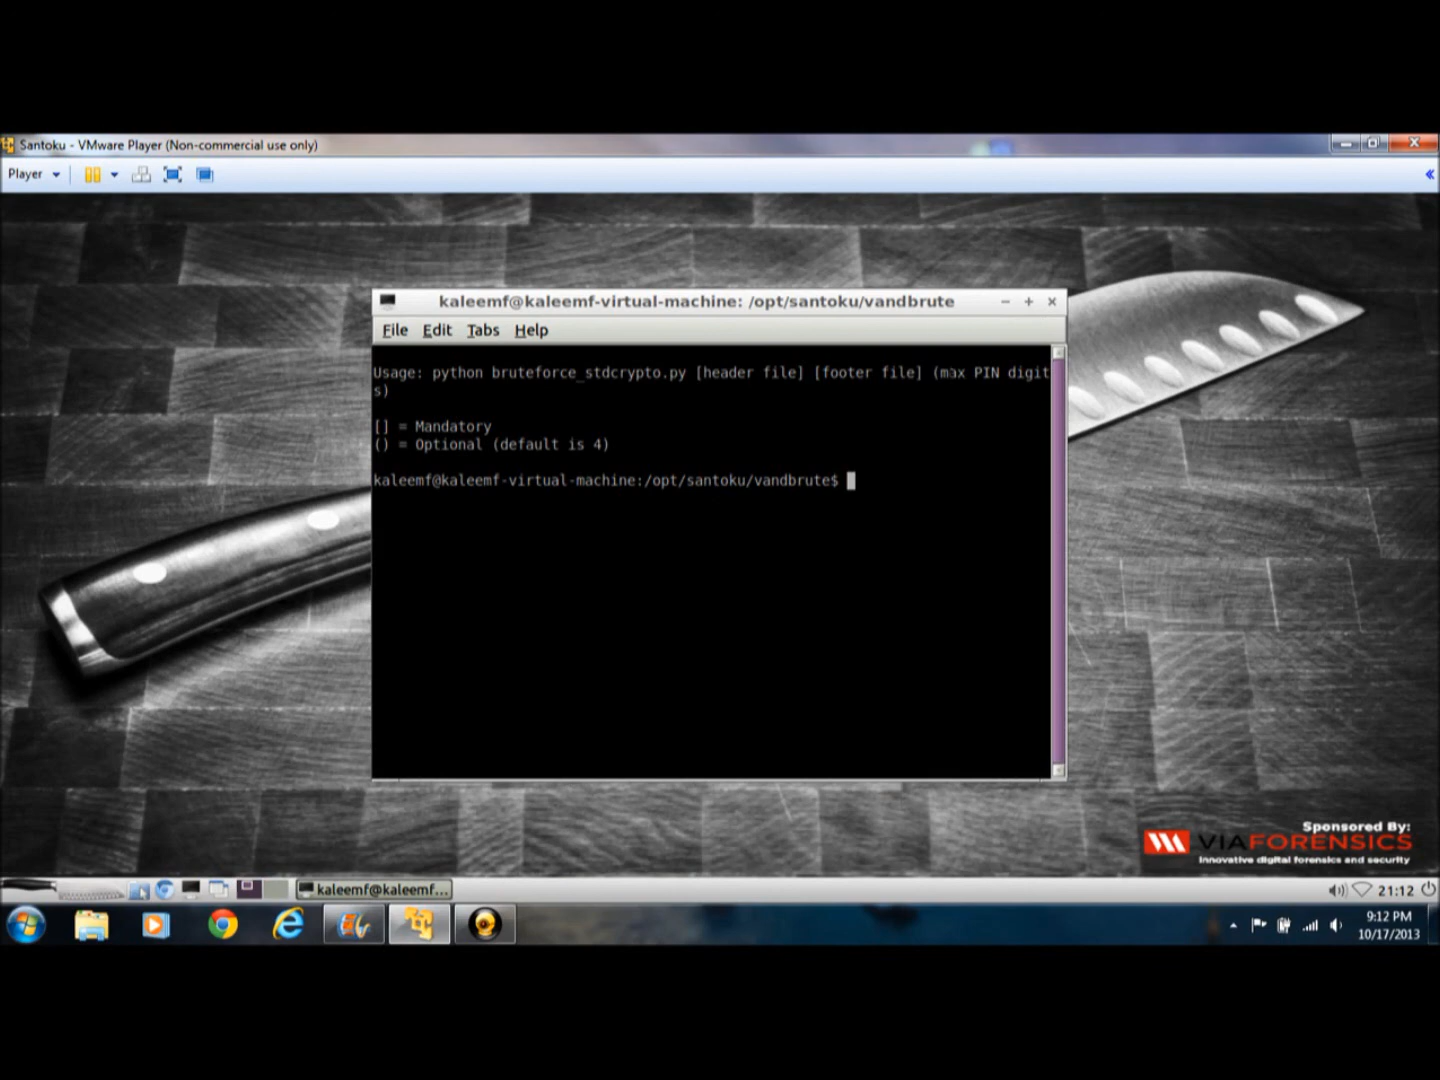 Santoku - VMware Player (Non-commercial use only)
Player
kaleemf@kaleemf-virtual-machine: /opt/santoku/vandbrute
File Edit Tabs Help
Usage: python bruteforce_stdcrypto.py [header file] [footer file] (max PIN digit
s)
[] = Mandatory
() = Optional (default is 4)
kaleemf@kaleemf-virtual-machine:/opt/santoku/vandbrute$
Sponsored By:
VIAFORENSICS
Innovative digital forensics and security
kaleemf@kaleemf...
21:12
9:12 PM
10/17/2013